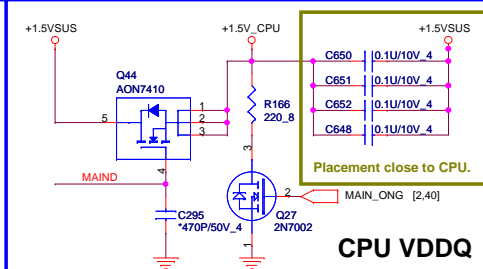 +1.5VSUS
+1.5V_CPU
+1.5VSUS
C650 0.1U/10V_4
C651 0.1U/10V_4
C652 0.1U/10V_4
C648 0.1U/10V_4
Placement close to CPU.
Q44
AON7410
5
1
2
3
4
R166
220_8
MAIND
3
2
1
MAIN_ONG [2,40]
C295
*470P/50V_4
Q27
2N7002
CPU VDDQ